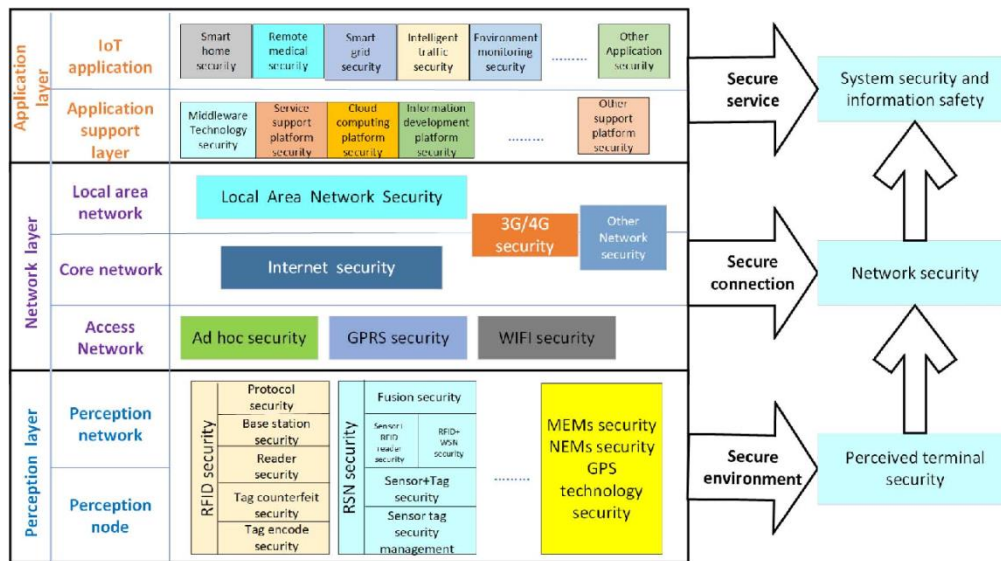 Application
layer
IoT
application
Smart
home
security
Remote
medical
security
Smart
grid
security
Intelligent
traffic
security
Environment
monitoring
security
........
Other
Application
security
Application
support
layer
Middleware
Technology
security
Service
support
platform
security
Cloud
computing
platform
security
Information
development
platform
security
........
Other
support
platform
security
Secure
service
System security and
information safety
Network layer
Local area
network
Local Area Network Security
3G/4G
security
Other
Network
security
Core network
Internet security
Access
Network
Ad hoc security
GPRS security
WIFI security
Secure
connection
Network security
Perception layer
Perception
network
Perception
node
RFID security
Protocol
security
Base station
security
Reader
security
Tag counterfeit
security
Tag encode
security
RSN security
Fusion security
RFID
reader
security
RFID+
WSN
security
Sensor+Tag
security
Sensor tag
security
management
........
MEMs security
NEMs security
GPS
technology
security
Secure
environment
Perceived terminal
security